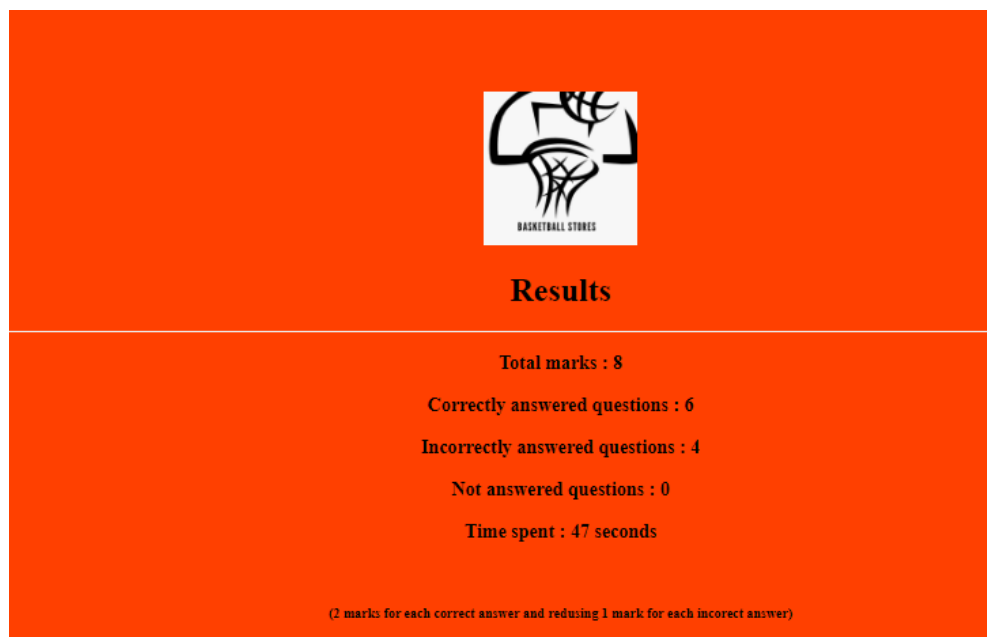 BASKETBALL STORES
Results
Total marks : 8
Correctly answered questions : 6
Incorrectly answered questions : 4
Not answered questions : 0
Time spent : 47 seconds
(2 marks for each correct answer and redusing 1 mark for each incorect answer)